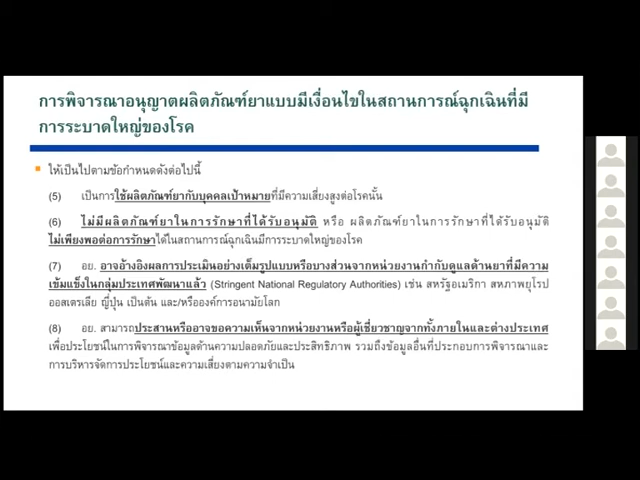 การพิจารณาอนุญาตผลิตภัณฑ์ยาแบบมีเงื่อนไขในสถานการณ์ฉุกเฉินที่มี
การระบาดใหญ่ของโรค
ให้เป็นไปตามข้อกำหนดดังต่อไปนี้
(5) เป็นการใช้ผลิตภัณฑ์ยากับบุคคลเป้าหมายที่มีความเสี่ยงสูงต่อโรคนั้น
(6) ไม่มีผลิตภัณฑ์ยาในการรักษาที่ได้รับอนุมัติ หรือ ผลิตภัณฑ์ยาในการรักษาที่ได้รับอนุมัติ
ไม่เพียงพอต่อการรักษาได้ในสถานการณ์ฉุกเฉินมีการระบาดใหญ่ของโรค
(7) อย. อาจอ้างอิงผลการประเมินอย่างเต็มรูปแบบหรือบางส่วนจากหน่วยงานกำกับดูแลด้านยาที่มีความ
เข้มแข็งในกลุ่มประเทศพัฒนาแล้ว (Stringent National Regulatory Authorities) เช่น สหรัฐอเมริกา สหภาพยุโรป
ออสเตรเลีย ญี่ปุ่น เป็นต้น และ/หรือองค์การอนามัยโลก
(8) อย. สามารถประสานหรืออาจขอความเห็นจากหน่วยงานหรือผู้เชี่ยวชาญจากทั้งภายในและต่างประเทศ
เพื่อประโยชน์ในการพิจารณาข้อมูลด้านความปลอดภัยและประสิทธิภาพ รวมถึงข้อมูลอื่นที่ประกอบการพิจารณาและ
การบริหารจัดการประโยชน์และความเสี่ยงตามความจำเป็น